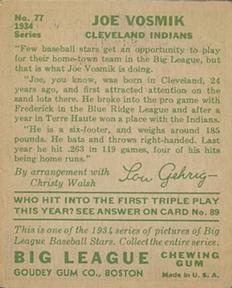 No. 77
1934
Series
JOE VOSMIK
CLEVELAND INDIANS
"Few baseball stars get an opportunity to play
for their home-town team in the Big League, but
that is what Joe Vosmik is doing.
"Joe, you know, was born in Cleveland, 24
years ago, and first attracted attention on the
sand lots there. He broke into the pro game with
Frederick in the Blue Ridge League and after a
year in Terre Haute won a place with the Indians.
"He is a six-footer, and weighs around 185
pounds. He bats and throws right-handed. Last
year he hit .263 in 119 games, four of his hits
being home runs."
By arrangement with
Christy Walsh
Lou Gehrig—
WHO HIT INTO THE FIRST TRIPLE PLAY
THIS YEAR? SEE ANSWER ON CARD No. 89
This is one of the 1934 series of pictures of Big
League Baseball Stars. Collect the entire series.
BIG LEAGUE CHEWING GUM
GOUDEY GUM CO., BOSTON Made in U. S. A.